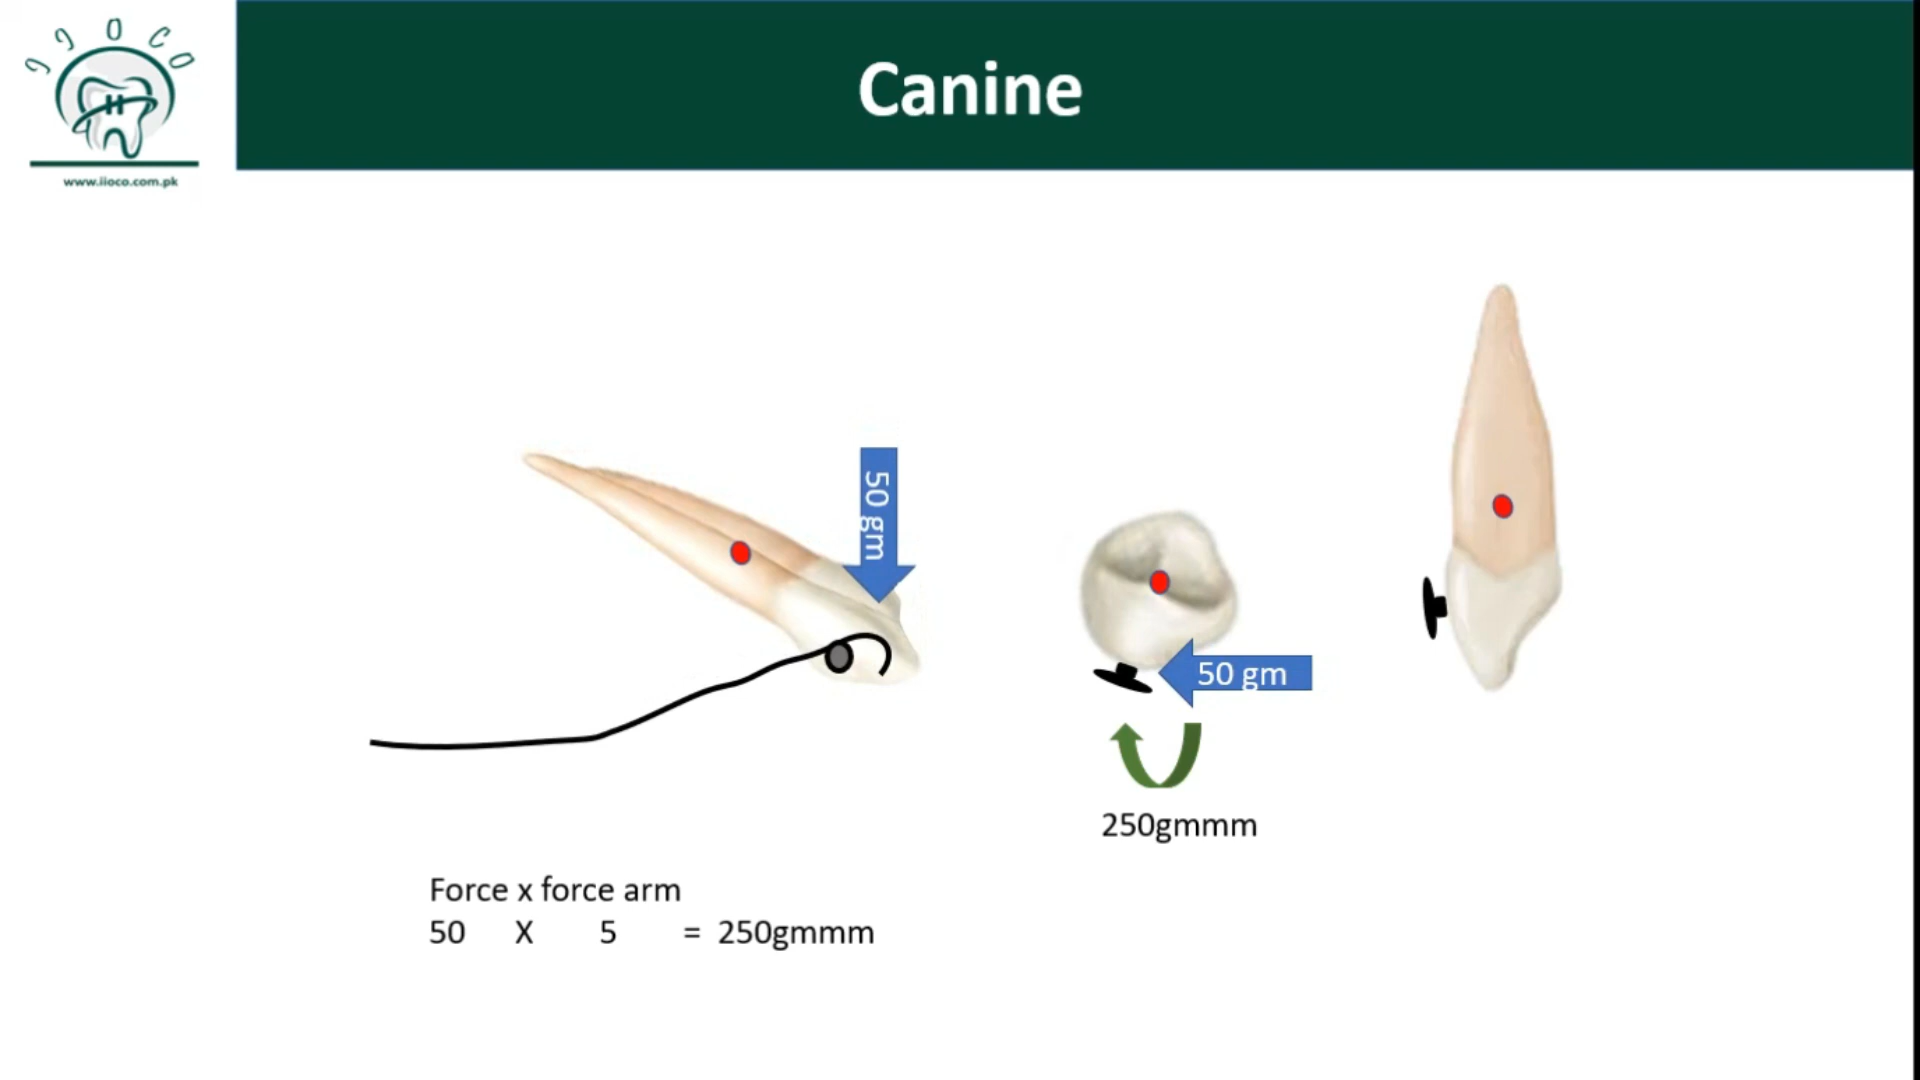 I J O C O
www.iioco.com.pk
Canine
50 gm
50 gm
250gmmm
Force x force arm
50 X 5 = 250gmmm